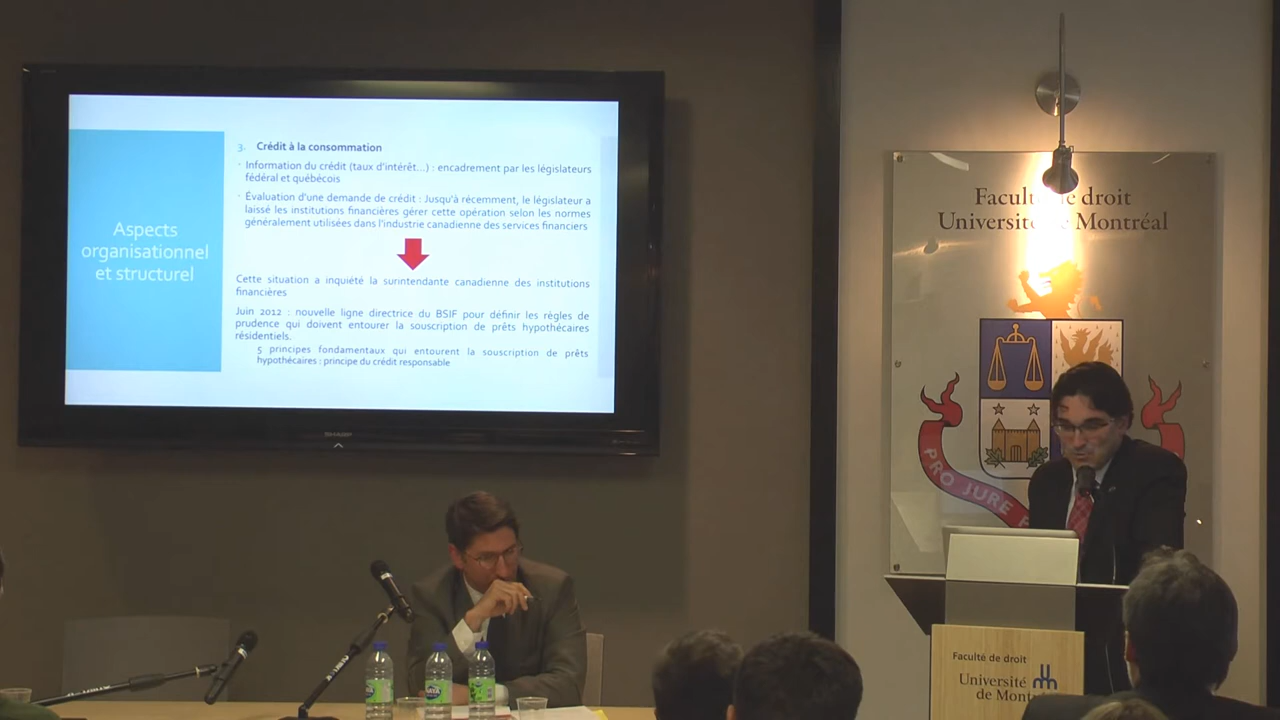 Aspects
organisationnel
et structurel
3. Crédit à la consommation
· Information du crédit (taux d'intérêt...) : encadrement par les législateurs
fédéral et québécois
· Évaluation d'une demande de crédit : Jusqu'à récemment, le législateur a
laissé les institutions financières gérer cette opération selon les normes
généralement utilisées dans l'industrie canadienne des services financiers
Cette situation a inquiété la surintendante canadienne des institutions
financières
Juin 2012 : nouvelle ligne directrice du BSIF pour définir les règles de
prudence qui doivent entourer la souscription de prêts hypothécaires
résidentiels.
5 principes fondamentaux qui entourent la souscription de prêts
hypothécaires : principe du crédit responsable
SHARP
Faculté de droit
Université de Montréal
PRO JURE
Faculté de droit
Université
de Mont